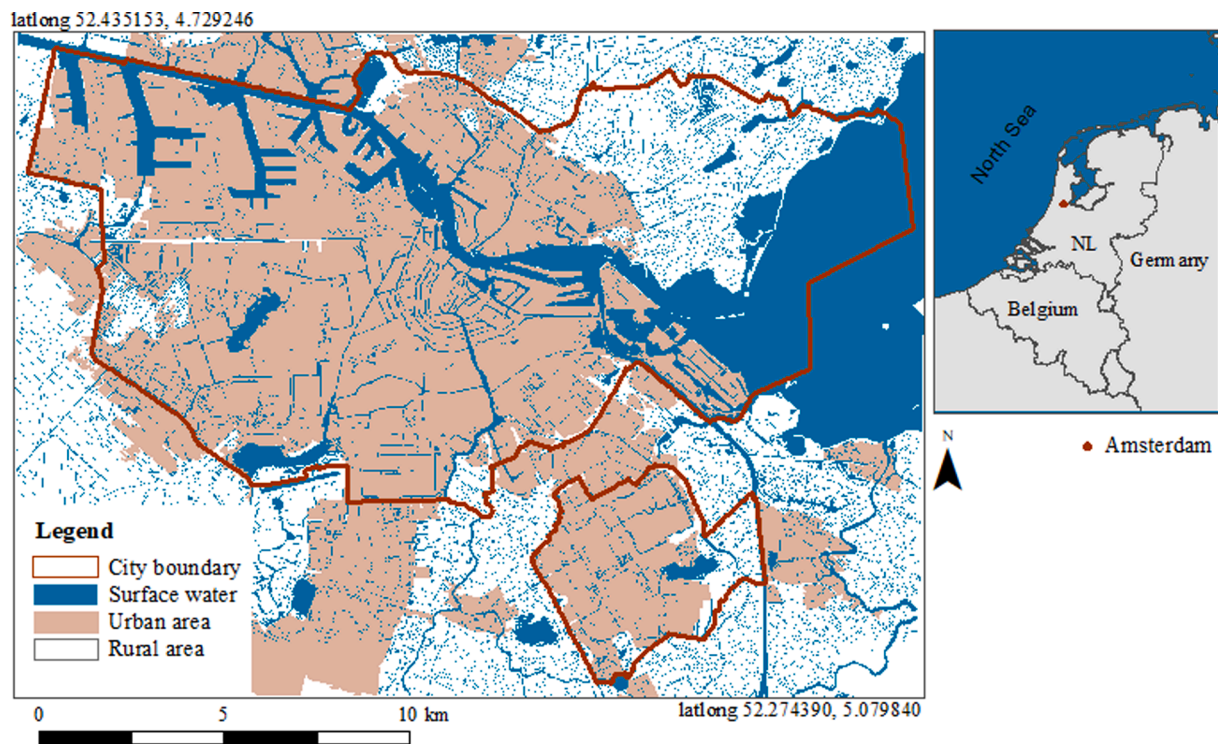 latlong 52.435153, 4.729246
North Sea
NL
Germany
Belgium
N
Amsterdam
Legend
City boundary
Surface water
Urban area
Rural area
latlong 52.274390, 5.079840
0 5 10 km